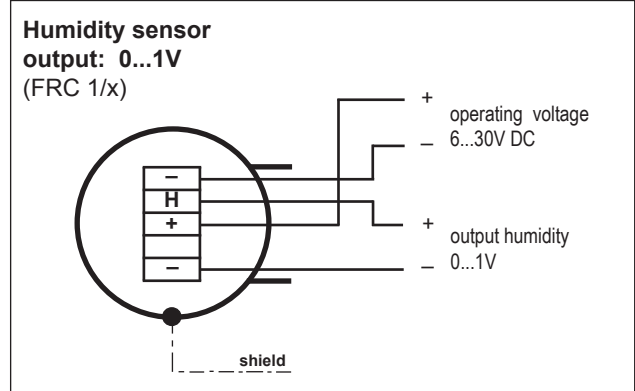 Humidity sensor
output: 0...1V
(FRC 1/x)
+
operating voltage
– 6...30V DC
–
H
+
–
+
output humidity
– 0...1V
shield